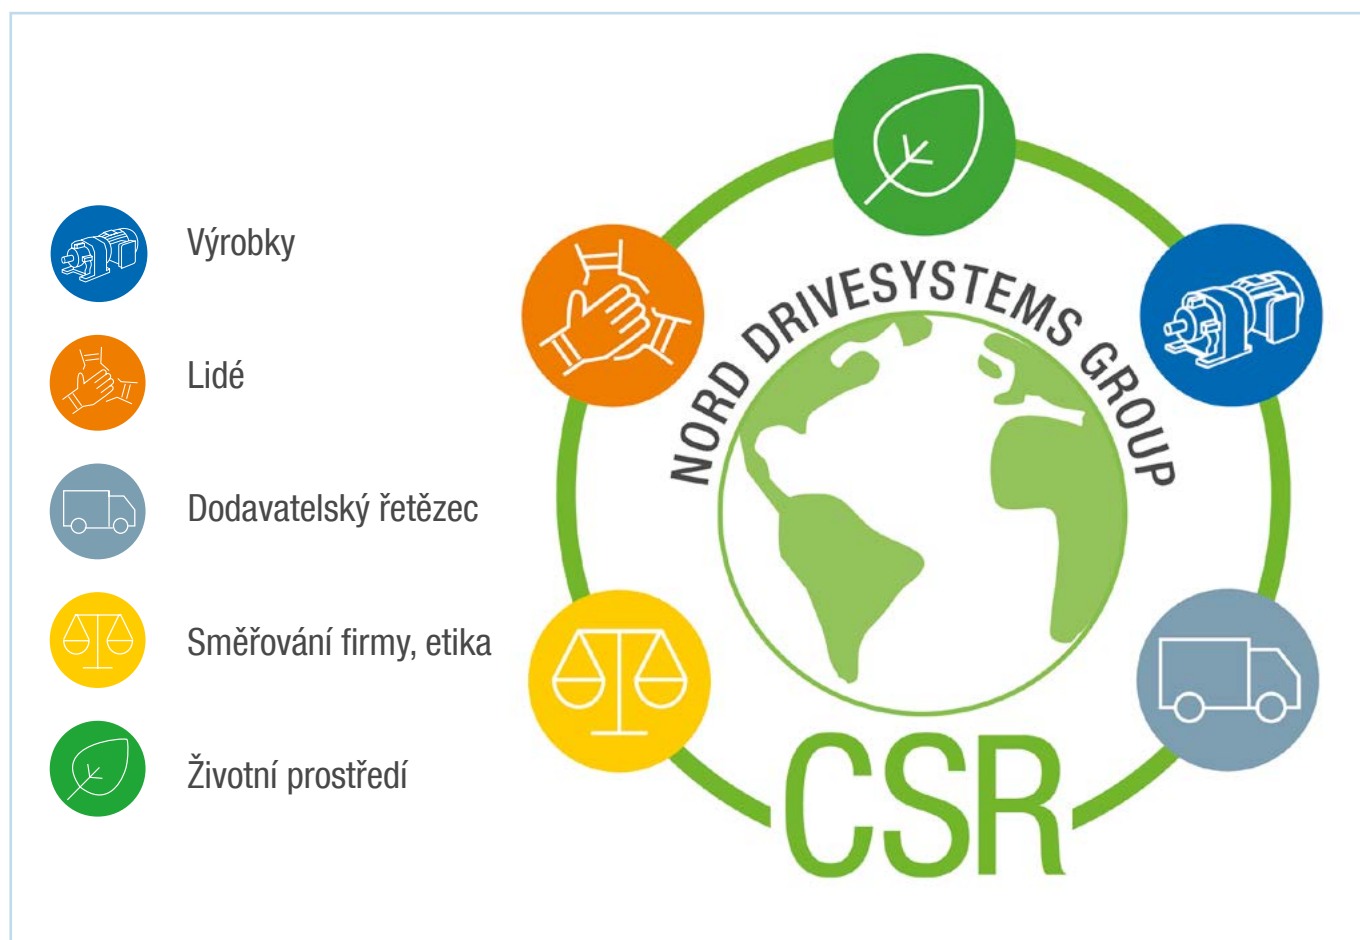 Výrobky
Lidé
Dodavatelský řetězec
Směřování firmy, etika
Životní prostředí
NORD DRIVESYSTEMS GROUP
CSR